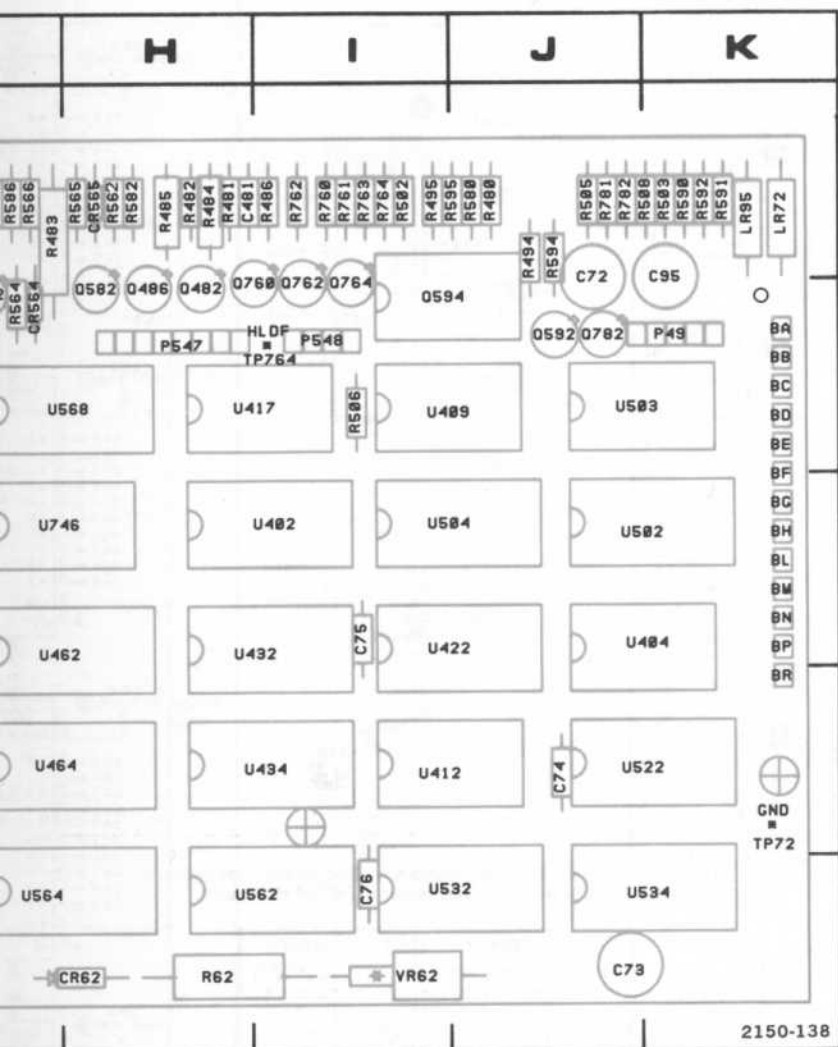 H I J K
R586 R566 R483 R565 CR565 R562 R582 R485 R482 R484 R481 C481 R486 R762 R760 R761 R763 R764 R502 R495 R595 R580 R480 R505 R781 R782 R508 R503 R590 R592 R591 LR95 LR72
R494 R594
R564 CR564 Q582 Q486 Q482 Q760 Q762 Q764 Q594 C72 C95
P547 HLDF P548 Q592 Q782 P49 BA
TP764
BB
BC
U568 U417 R506 U409 U503 BD
BE
BF
BG
U746 U402 U504 U502 BH
BL
BM
BN
U462 U432 C75 U422 U404 BP
BR
U464 U434 U412 C74 U522
GND
TP72
U564 U562 C76 U532 U534
CR62 R62 VR62 C73
2150-138